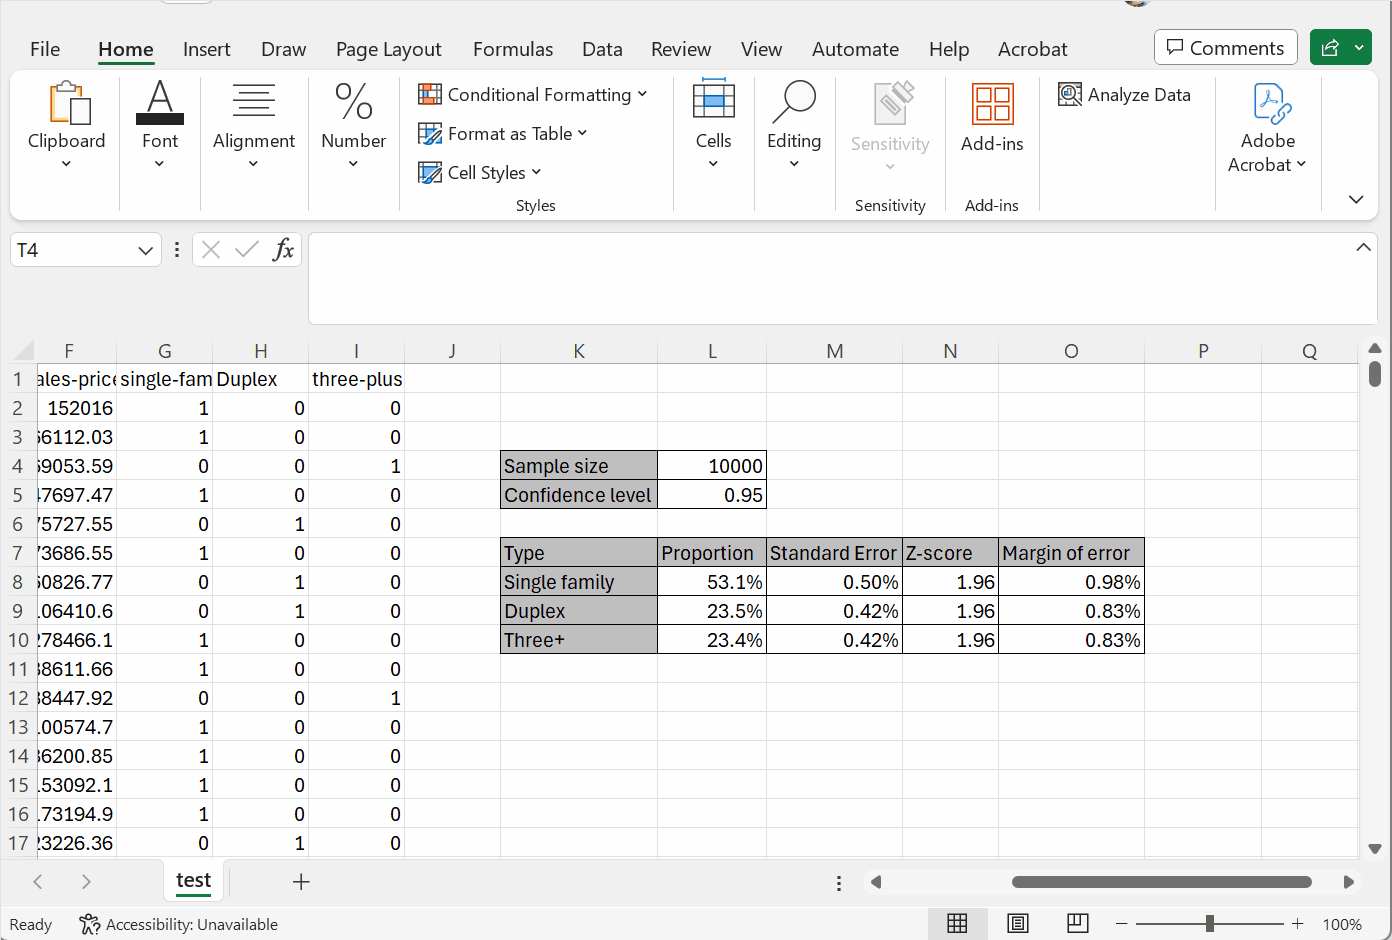 File Home Insert Draw Page Layout Formulas Data Review View Automate Help Acrobat Comments
Clipboard Font Alignment Number Conditional Formatting Format as Table Cell Styles Cells Editing Sensitivity Add-ins Analyze Data Adobe Acrobat
Styles Sensitivity Add-ins
T4 fx
F G H I J K L M N O P Q
1 ales-price single-fam Duplex three-plus
2 152016 1 0 0
3 66112.03 1 0 0
4 69053.59 0 0 1 Sample size 10000
5 47697.47 1 0 0 Confidence level 0.95
6 75727.55 0 1 0
7 73686.55 1 0 0 Type Proportion Standard Error Z-score Margin of error
8 60826.77 0 1 0 Single family 53.1% 0.50% 1.96 0.98%
9 106410.6 0 1 0 Duplex 23.5% 0.42% 1.96 0.83%
10 278466.1 1 0 0 Three+ 23.4% 0.42% 1.96 0.83%
11 38611.66 1 0 0
12 38447.92 0 0 1
13 100574.7 1 0 0
14 36200.85 1 0 0
15 153092.1 1 0 0
16 173194.9 1 0 0
17 23226.36 0 1 0
test
Ready Accessibility: Unavailable 100%